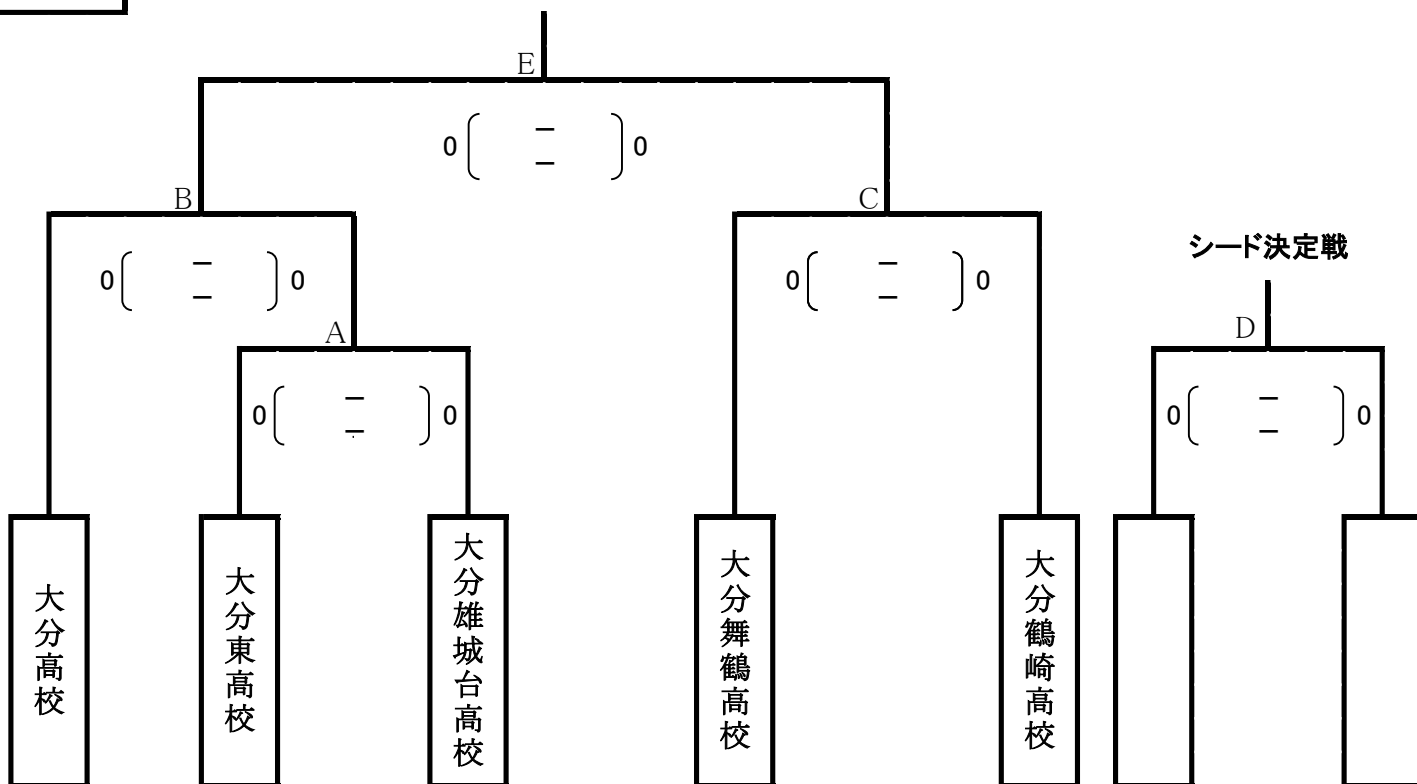 E
0 ( － － ) 0
B
C
シード決定戦
0 ( － － ) 0
0 ( － － ) 0
A
D
0 ( － － ) 0
0 ( － － ) 0
大分高校
大分東高校
大分雄城台高校
大分舞鶴高校
大分鶴崎高校